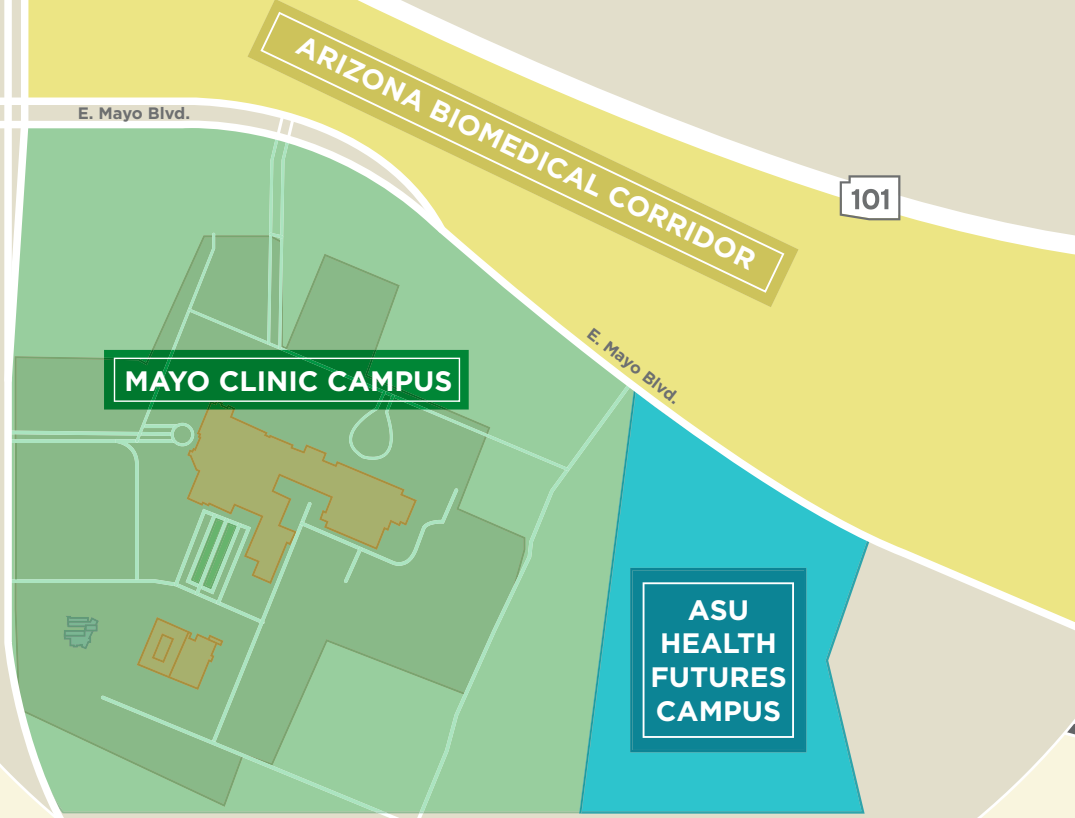 ARIZONA BIOMEDICAL CORRIDOR
E. Mayo Blvd.
101
E. Mayo Blvd.
MAYO CLINIC CAMPUS
ASU
HEALTH
FUTURES
CAMPUS